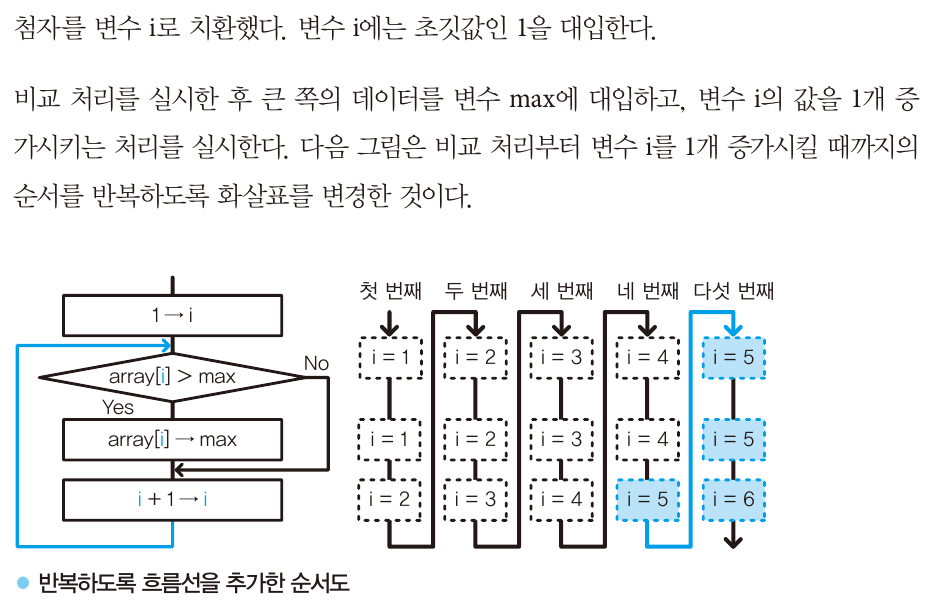 첨자를 변수 i로 치환했다. 변수 i에는 초깃값인 1을 대입한다.
비교 처리를 실시한 후 큰 쪽의 데이터를 변수 max에 대입하고, 변수 i의 값을 1개 증
가시키는 처리를 실시한다. 다음 그림은 비교 처리부터 변수 i를 1개 증가시킬 때까지의
순서를 반복하도록 화살표를 변경한 것이다.
1→i
array[i] > max
No
Yes
array[i] → max
i + 1→ i
첫 번째 두 번째 세 번째 네 번째 다섯 번째
i = 1 i = 2 i = 3 i = 4 i = 5
i = 1 i = 2 i = 3 i = 4 i = 5
i = 2 i = 3 i = 4 i = 5 i = 6
● 반복하도록 흐름선을 추가한 순서도